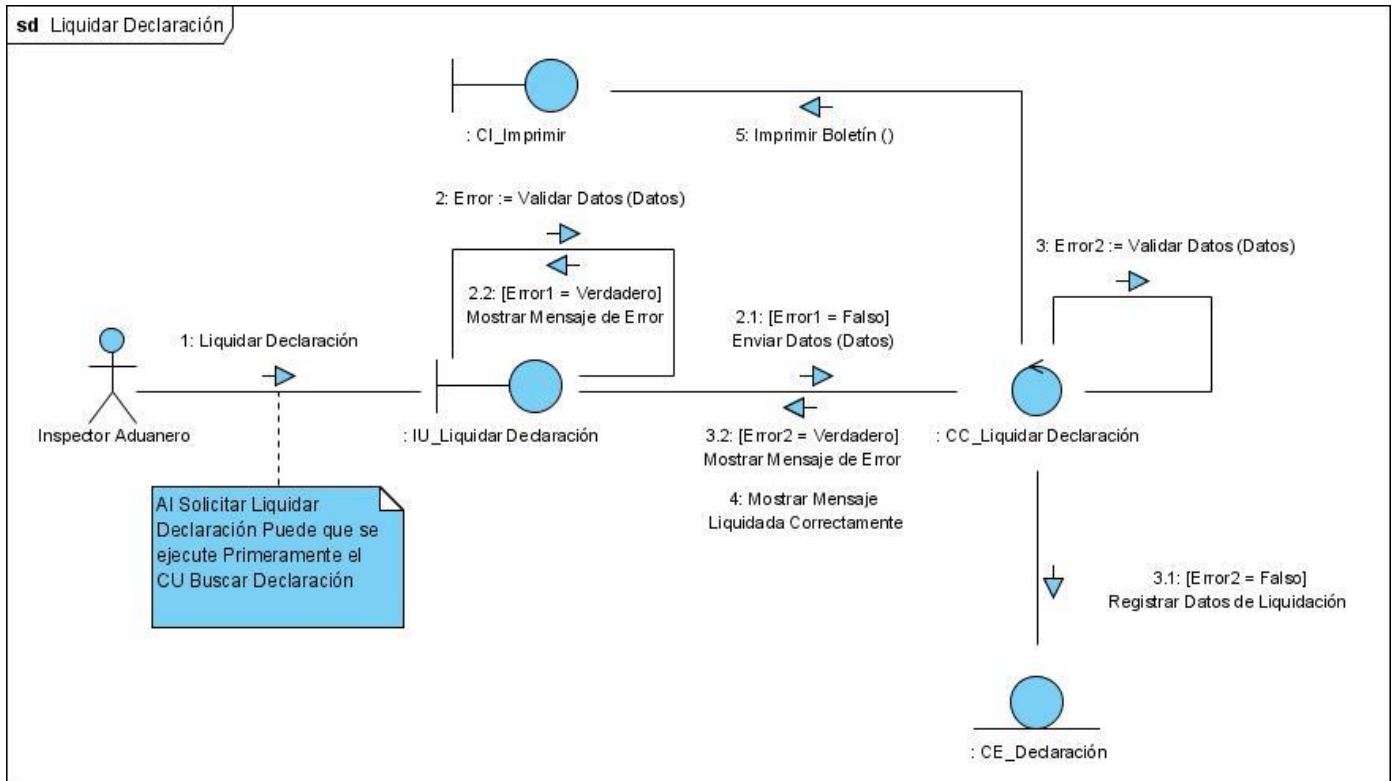 sd Liquidar Declaración
: CI_Imprimir
5: Imprimir Boletín ()
2: Error := Validar Datos (Datos)
3: Error2 := Validar Datos (Datos)
2.2: [Error1 = Verdadero]
Mostrar Mensaje de Error
2.1: [Error1 = Falso]
Enviar Datos (Datos)
1: Liquidar Declaración
Inspector Aduanero
: IU_Liquidar Declaración
3.2: [Error2 = Verdadero]
Mostrar Mensaje de Error
: CC_Liquidar Declaración
4: Mostrar Mensaje
Liquidada Correctamente
Al Solicitar Liquidar
Declaración Puede que se
ejecute Primeramente el
CU Buscar Declaración
3.1: [Error2 = Falso]
Registrar Datos de Liquidación
: CE_Declaración